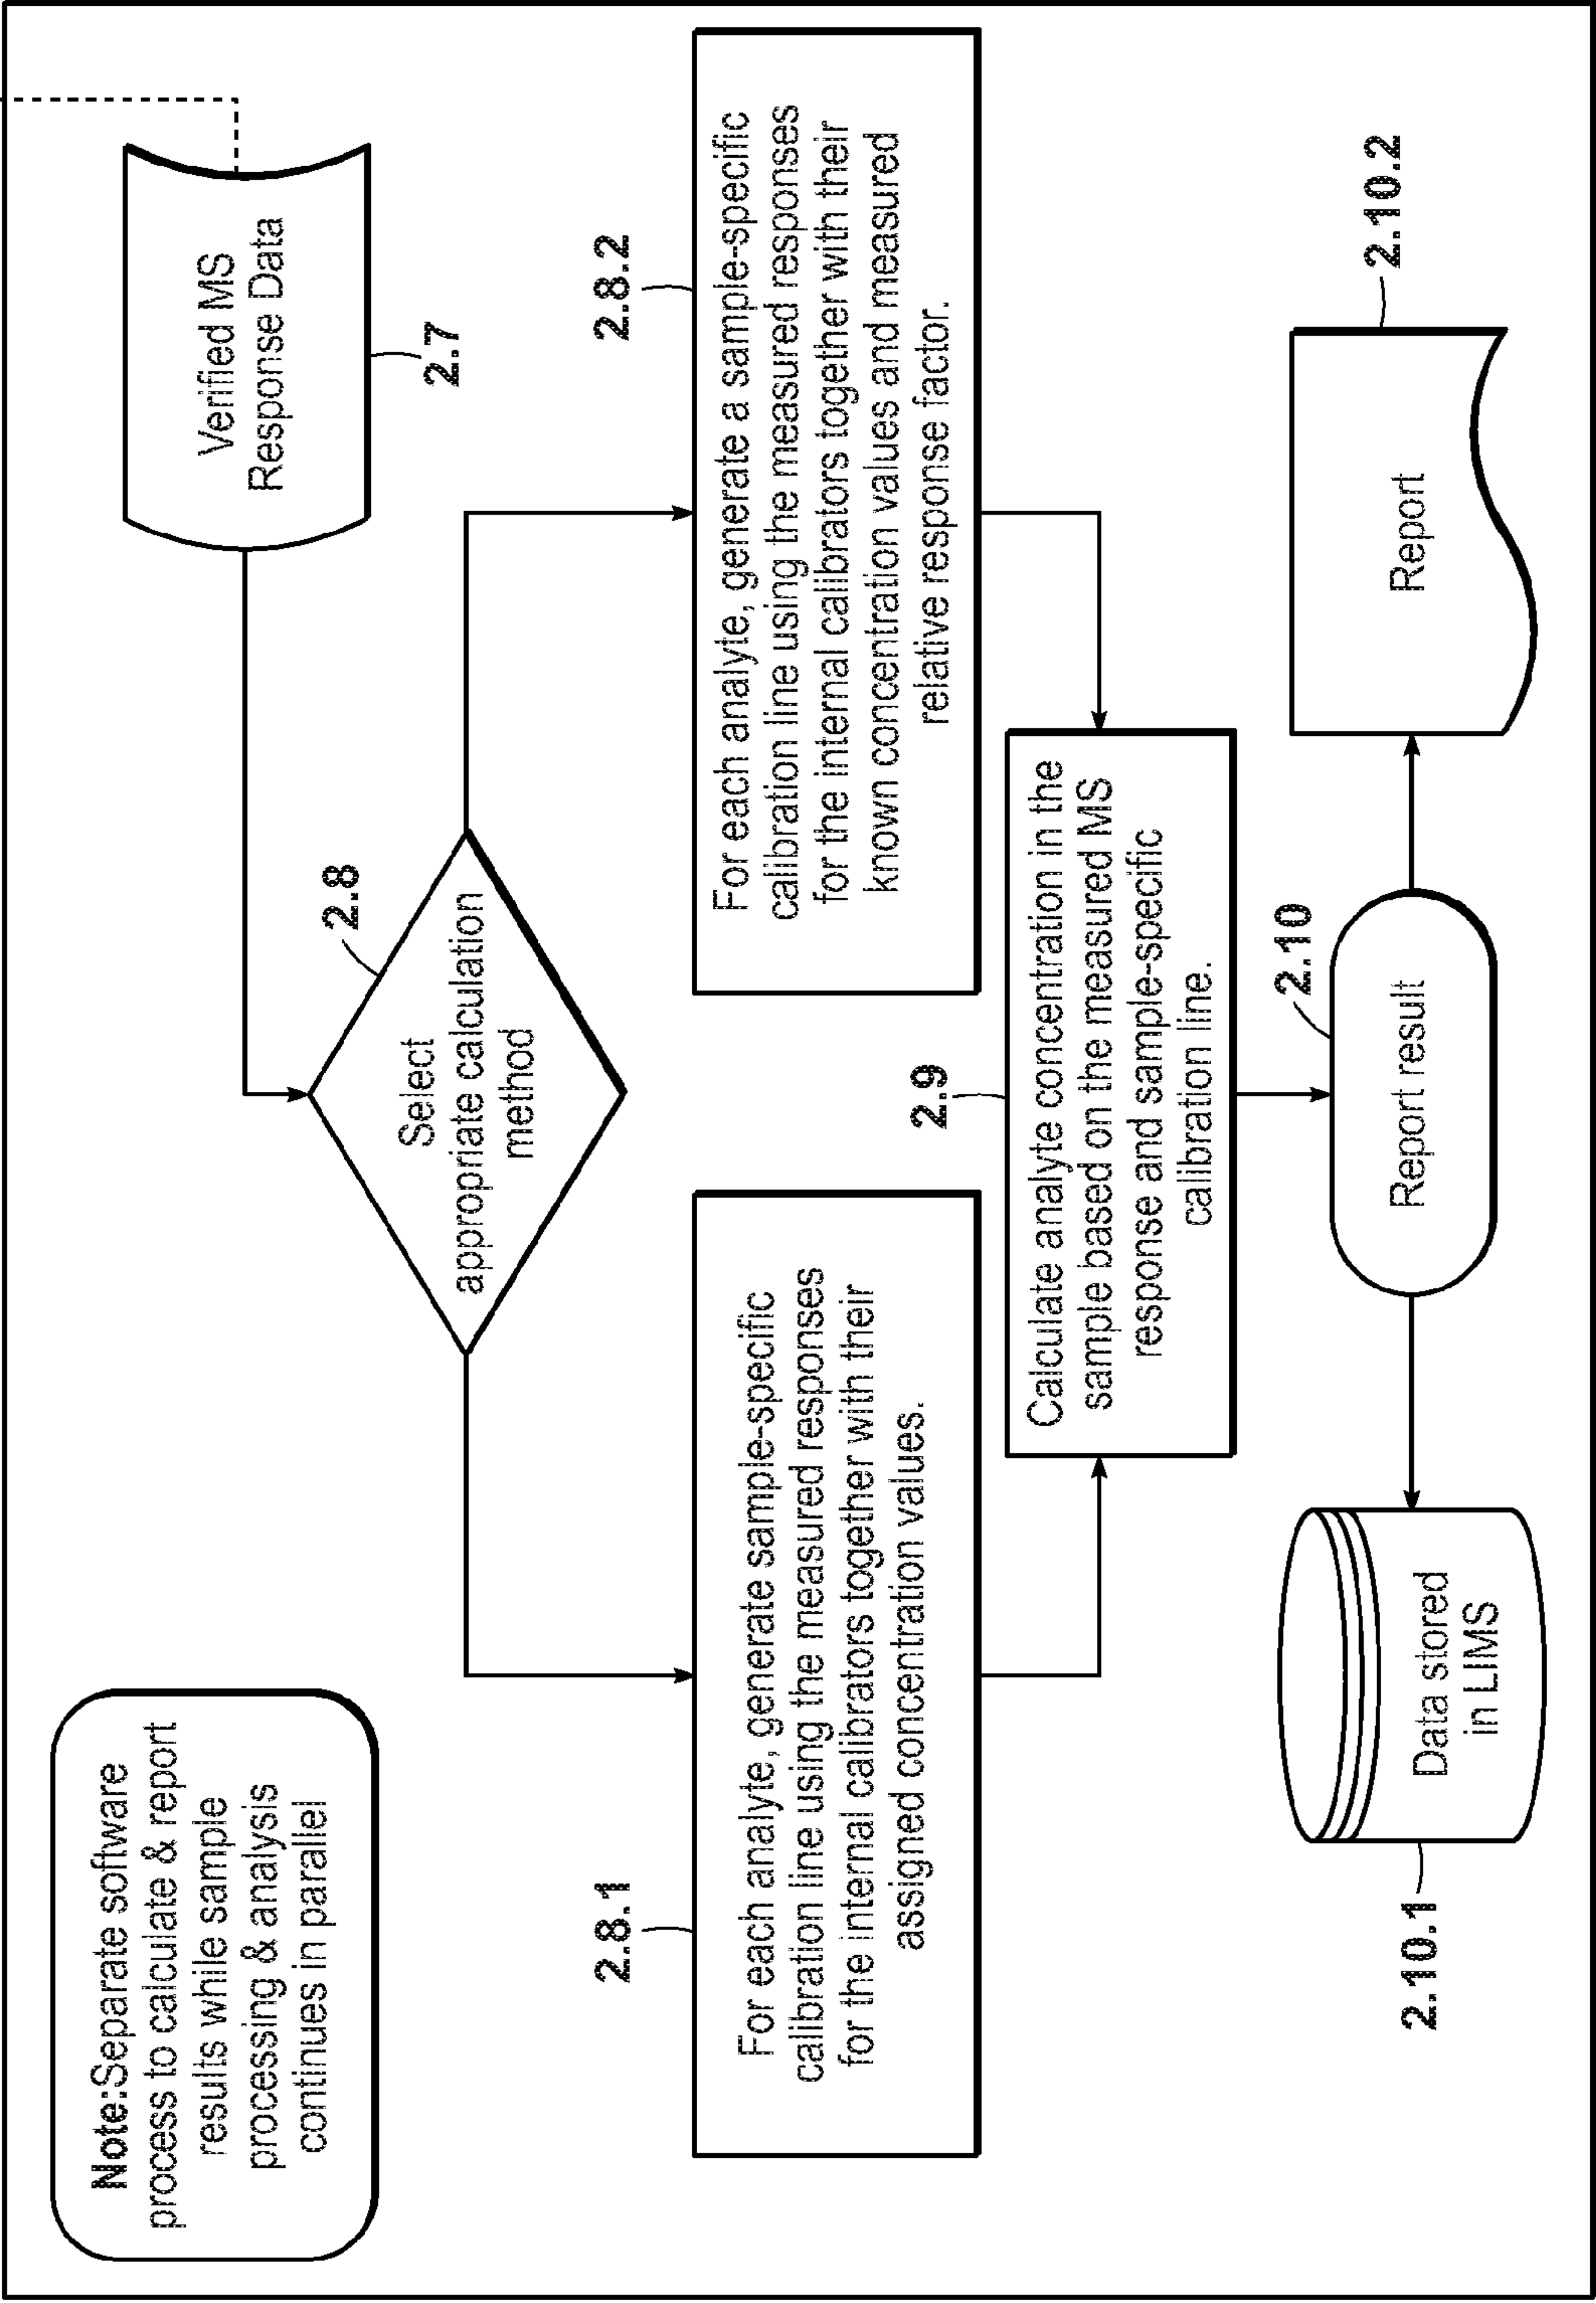 Note:Separate software
process to calculate & report
results while sample
processing & analysis
continues in parallel
Verified MS
Response Data
2.7
2.8
Select
appropriate calculation
method
2.8.1
For each analyte, generate sample-specific
calibration line using the measured responses
for the internal calibrators together with their
assigned concentration values.
2.8.2
For each analyte, generate a sample-specific
calibration line using the measured responses
for the internal calibrators together with their
known concentration values and measured
relative response factor.
2.9
Calculate analyte concentration in the
sample based on the measured MS
response and sample-specific
calibration line.
2.10
Report result
2.10.1
Data stored
in LIMS
2.10.2
Report